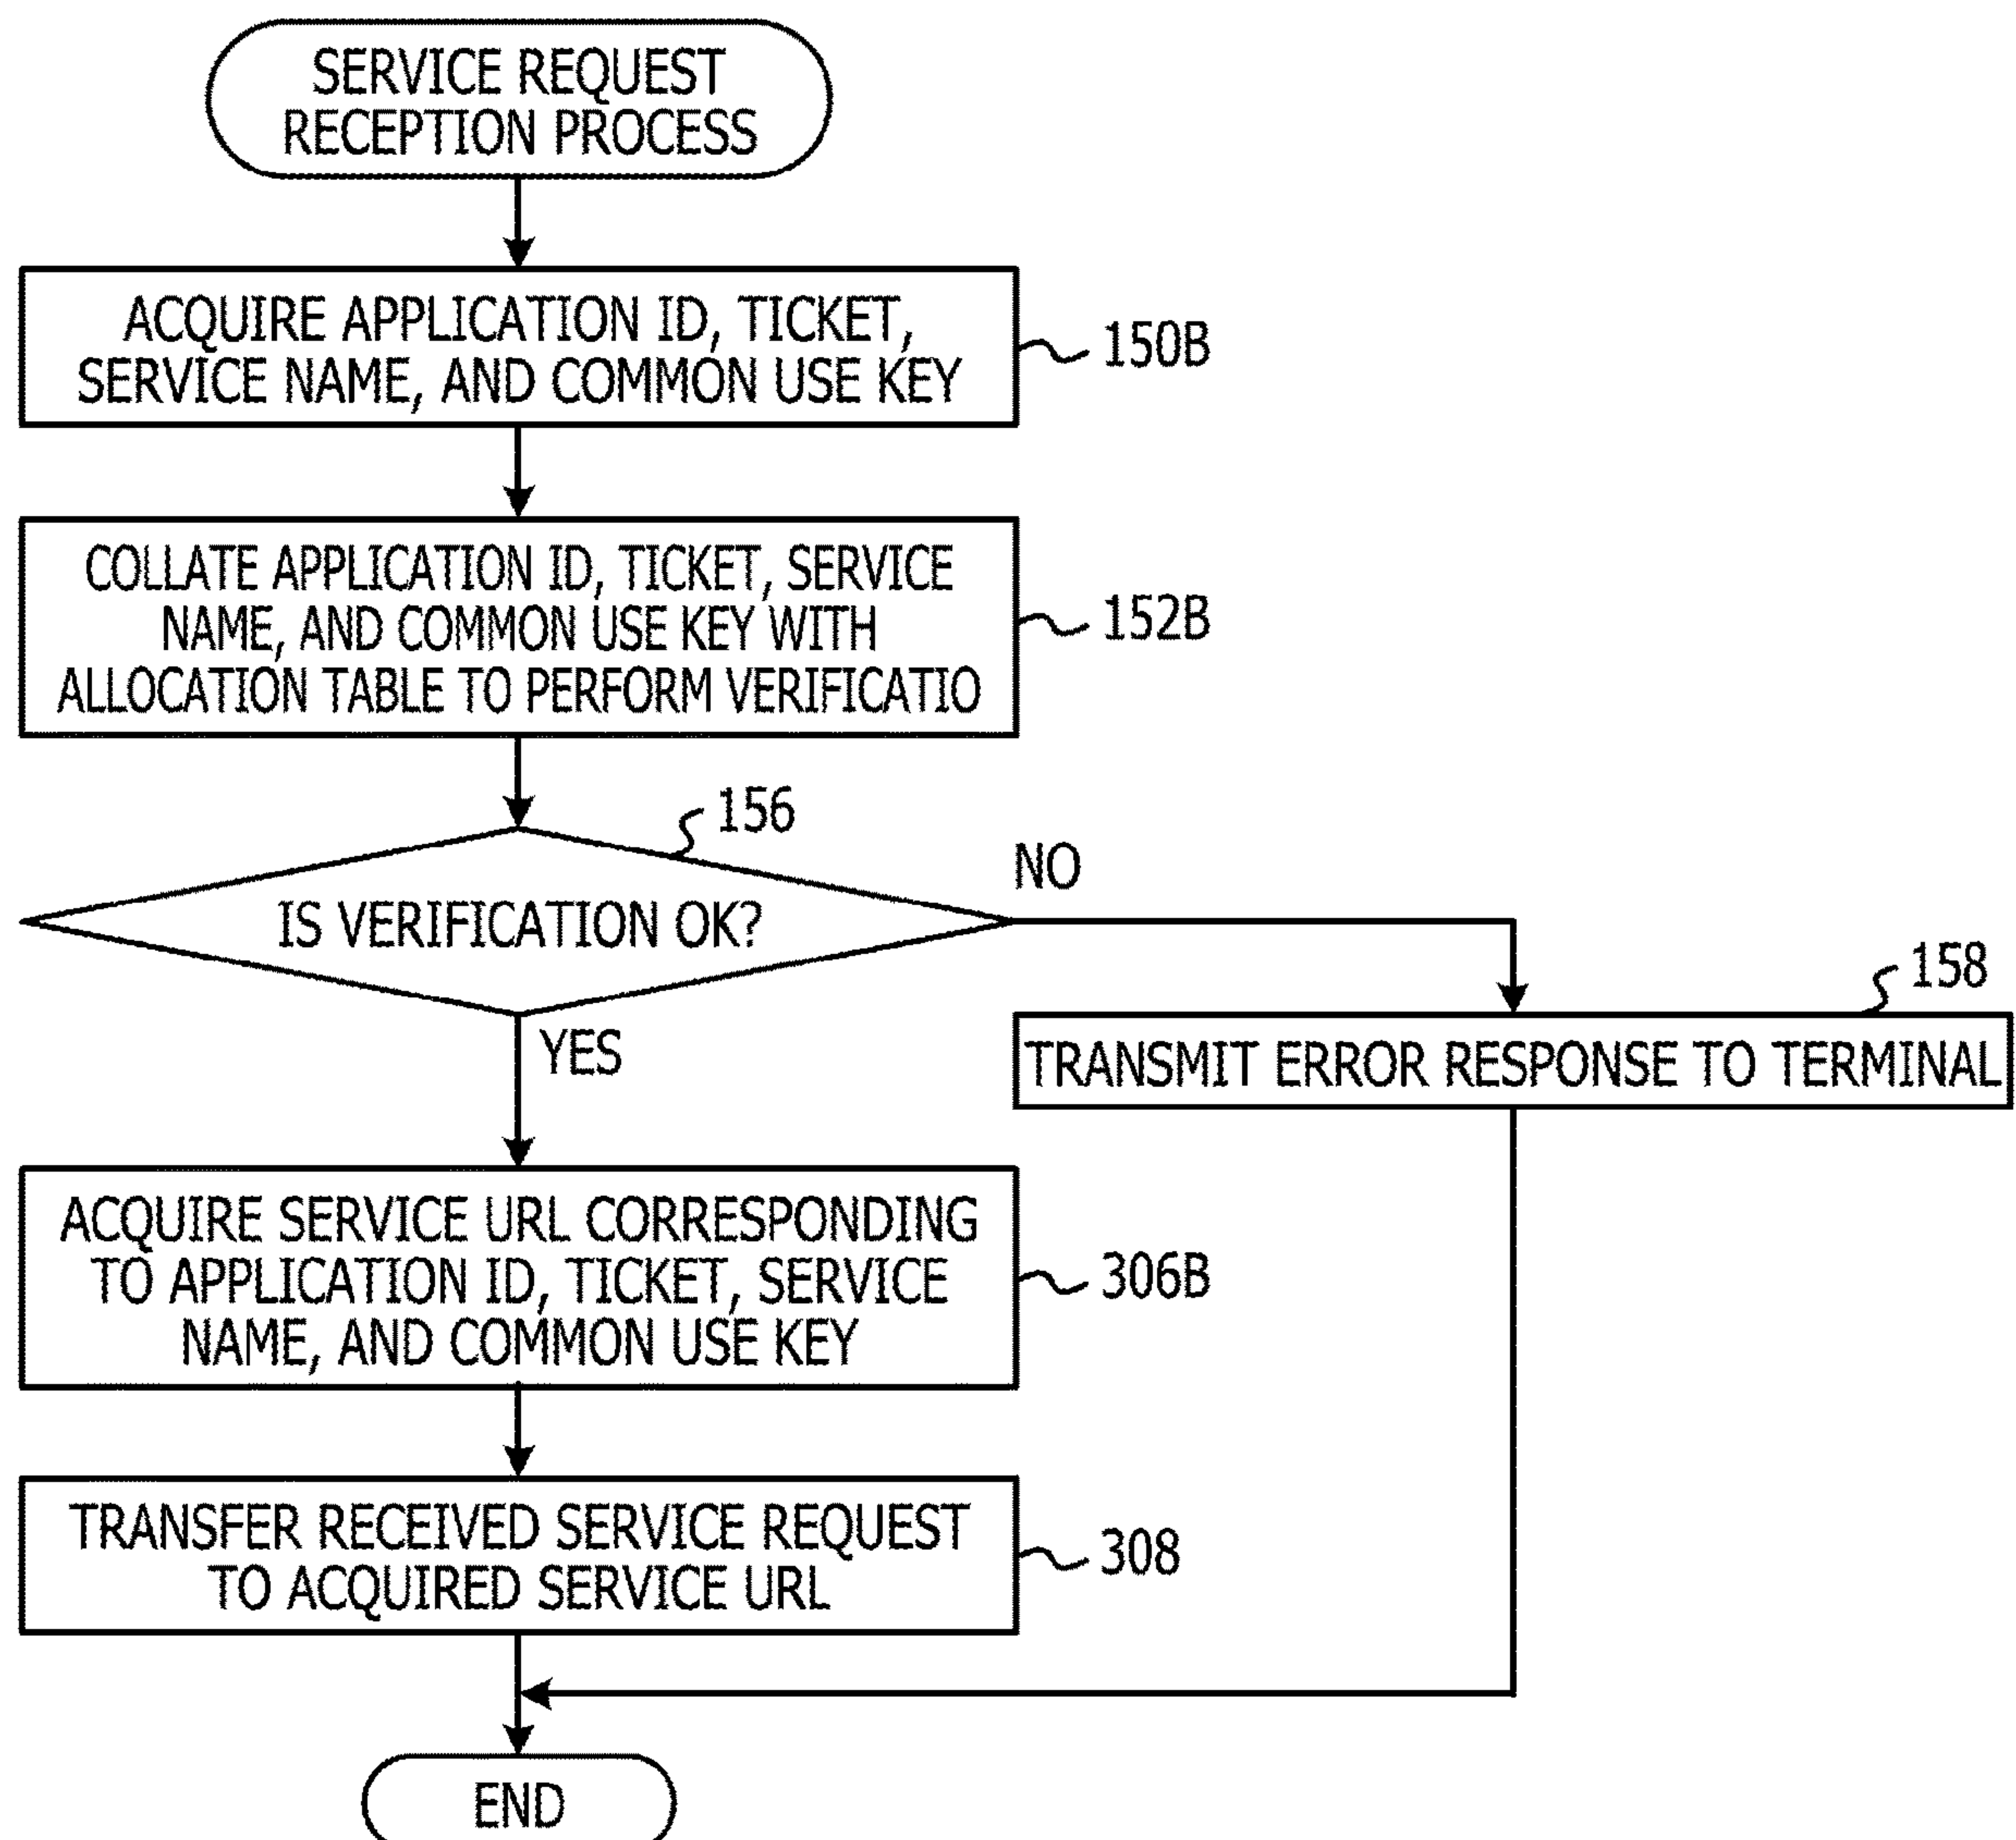 SERVICE REQUEST
RECEPTION PROCESS
ACQUIRE APPLICATION ID, TICKET,
SERVICE NAME, AND COMMON USE KEY
150B
COLLATE APPLICATION ID, TICKET, SERVICE
NAME, AND COMMON USE KEY WITH
ALLOCATION TABLE TO PERFORM VERIFICATIO
152B
156
IS VERIFICATION OK?
NO
YES
158
TRANSMIT ERROR RESPONSE TO TERMINAL
ACQUIRE SERVICE URL CORRESPONDING
TO APPLICATION ID, TICKET, SERVICE
NAME, AND COMMON USE KEY
306B
TRANSFER RECEIVED SERVICE REQUEST
TO ACQUIRED SERVICE URL
308
END